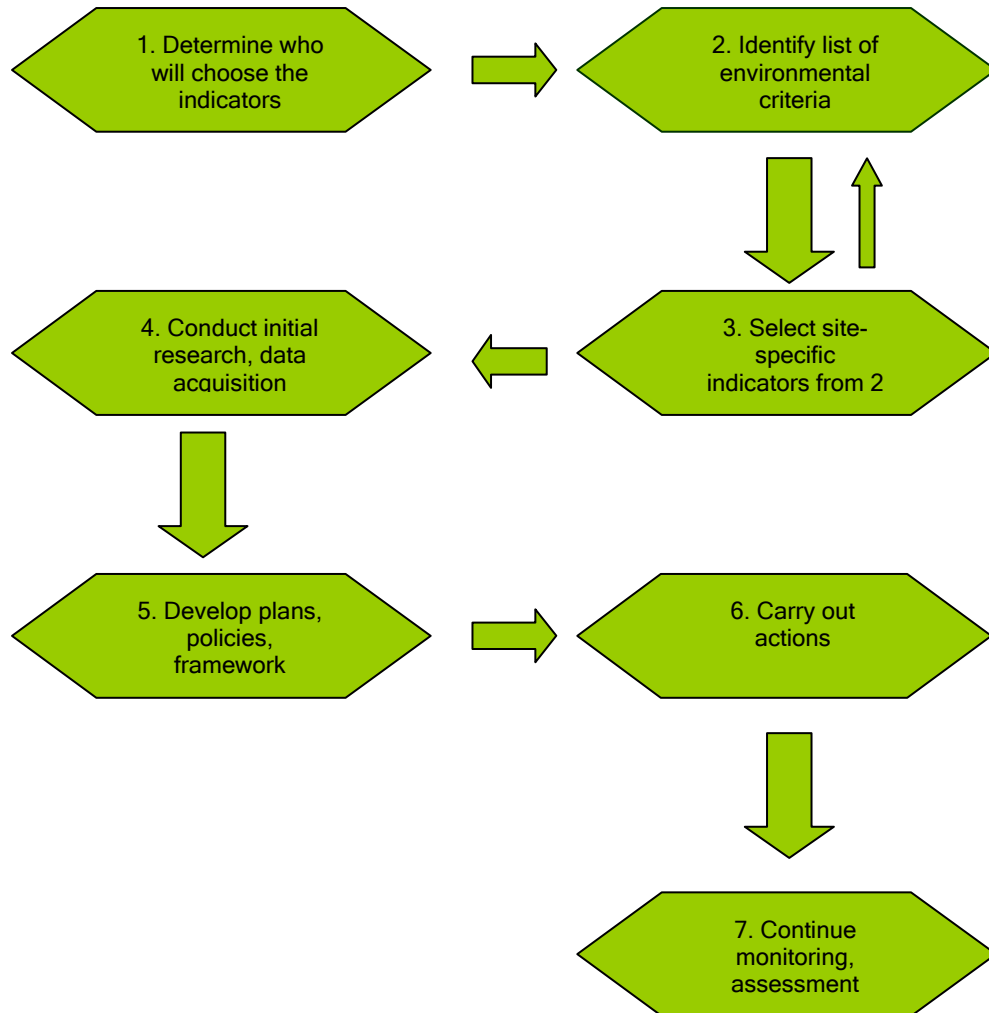 1. Determine who
will choose the
indicators
2. Identify list of
environmental
criteria
3. Select site-
specific
indicators from 2
4. Conduct initial
research, data
acquisition
5. Develop plans,
policies,
framework
6. Carry out
actions
7. Continue
monitoring,
assessment